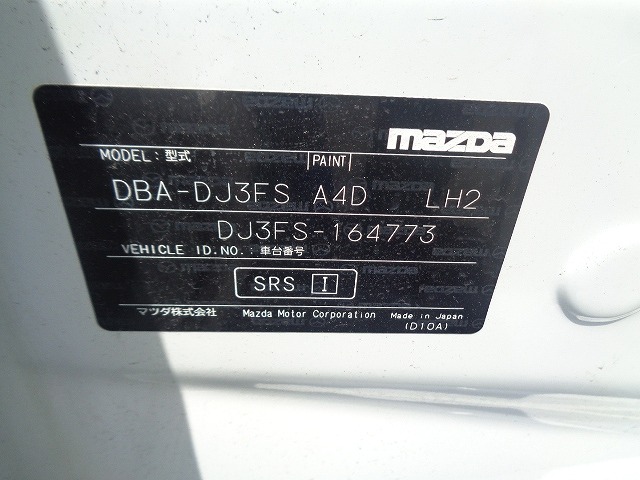 mazda
MODEL: 型式 PAINT
DBA-DJ3FS A4D LH2
DJ3FS-164773
VEHICLE ID.NO.: 車台番号
SRS I
マツダ株式会社 Mazda Motor Corporation Made in Japan
(D10A)